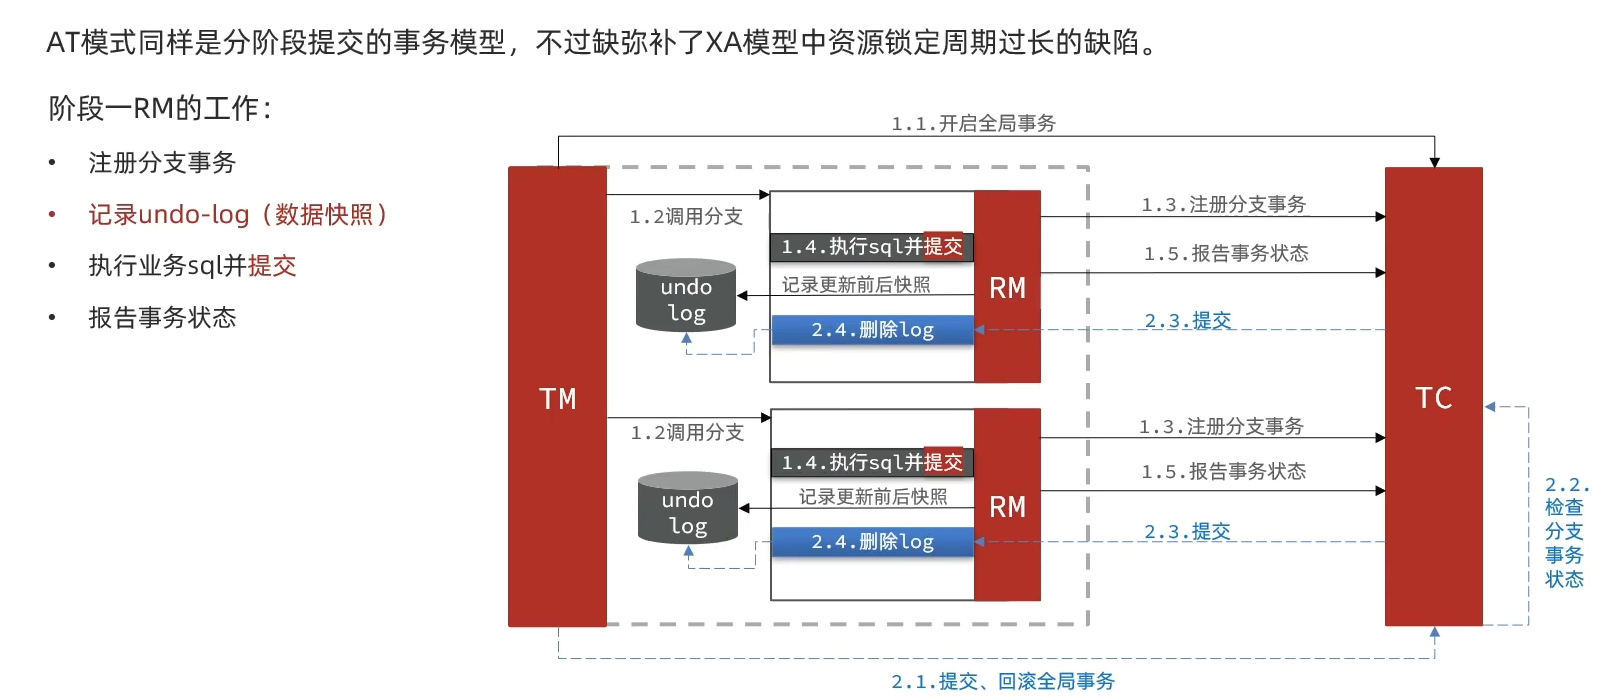 AT模式同样是分阶段提交的事务模型，不过缺弥补了XA模型中资源锁定周期过长的缺陷。
阶段一RM的工作：
• 注册分支事务
• 记录undo-log（数据快照）
• 执行业务sql并提交
• 报告事务状态
1.1.开启全局事务
TM
1.2调用分支
1.4.执行sql并提交
记录更新前后快照
undo
log
2.4.删除log
RM
1.3.注册分支事务
1.5.报告事务状态
2.3.提交
1.2调用分支
1.4.执行sql并提交
记录更新前后快照
undo
log
2.4.删除log
RM
1.3.注册分支事务
1.5.报告事务状态
2.3.提交
TC
2.2.
检查
分支
事务
状态
2.1.提交、回滚全局事务